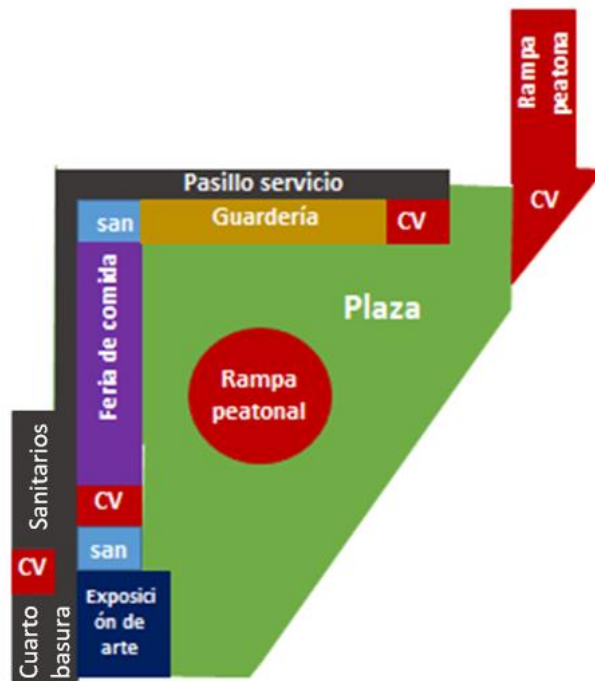 Rampa
peatona
CV
Pasillo servicio
san
Guardería
CV
Plaza
Feria de comida
Rampa
peatonal
Sanitarios
CV
san
CV
Exposici
ón de
arte
Cuarto
basura